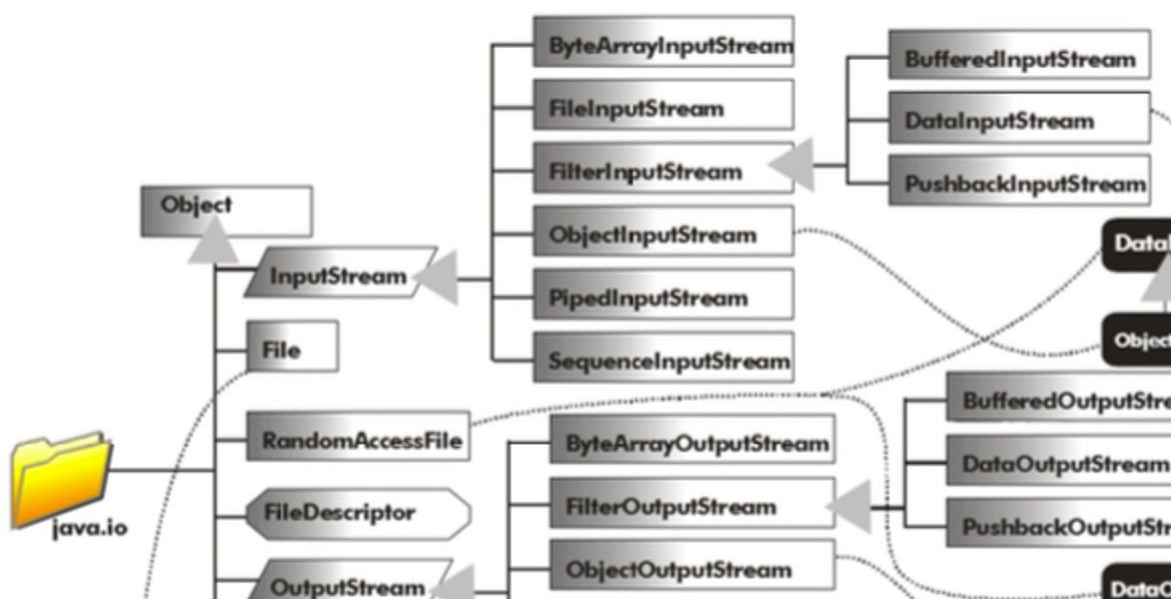 ByteArrayInputStream
FileInputStream
FilterInputStream
ObjectInputStream
PipedInputStream
SequenceInputStream
BufferedInputStream
DataInputStream
PushbackInputStream
Object
InputStream
File
RandomAccessFile
FileDescriptor
OutputStream
java.io
ByteArrayOutputStream
FilterOutputStream
ObjectOutputStream
Object
DataOutputStream